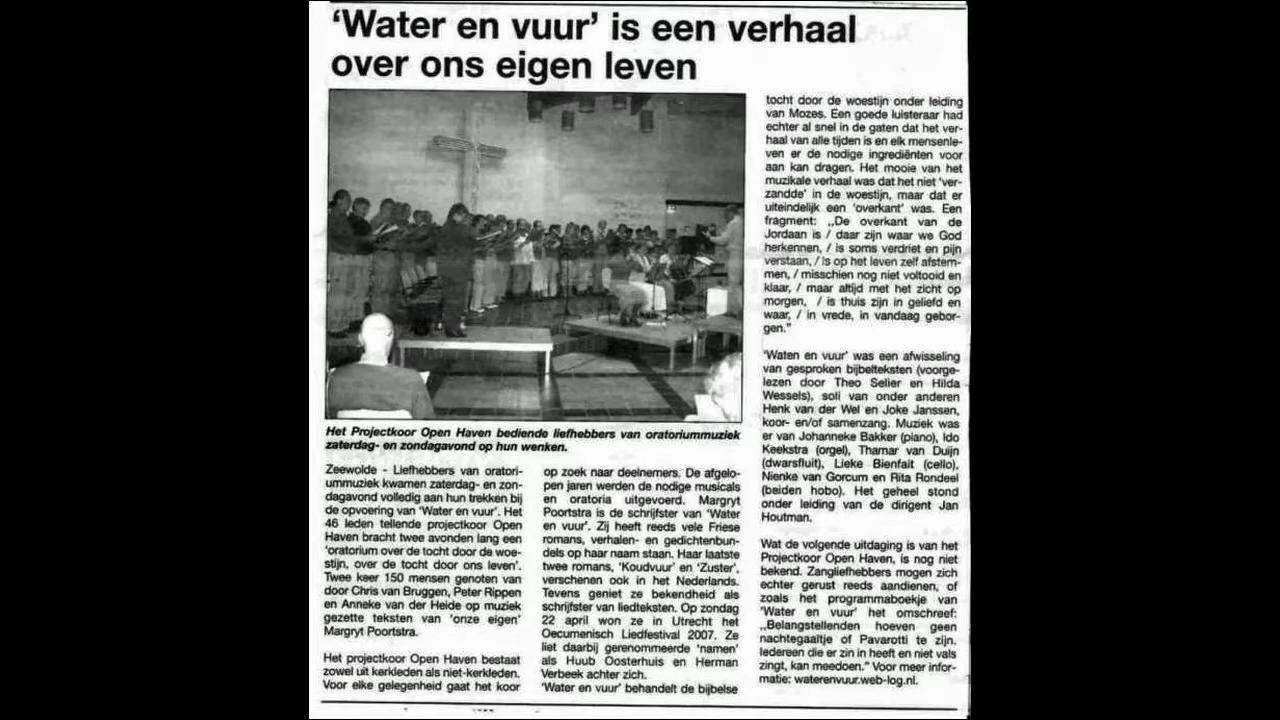 ‘Water en vuur’ is een verhaal
over ons eigen leven
Het Projectkoor Open Haven bediende liefhebbers van oratoriummuziek
zaterdag- en zondagavond op hun wenken.
Zeewolde - Liefhebbers van oratori-
ummuziek kwamen zaterdag- en zon-
dagavond volledig aan hun trekken bij
de opvoering van ‘Water en vuur’. Het
46 leden tellende projectkoor Open
Haven bracht twee avonden lang een
‘oratorium over de tocht door de woe-
stijn, over de tocht door ons leven’.
Twee keer 150 mensen genoten van
door Chris van Bruggen, Peter Rippen
en Anneke van der Heide op muziek
gezette teksten van ‘onze eigen’
Margryt Poortstra.
Het projectkoor Open Haven bestaat
zowel uit kerkleden als niet-kerkleden.
Voor elke gelegenheid gaat het koor
op zoek naar deelnemers. De afgelo-
pen jaren werden de nodige musicals
en oratoria uitgevoerd. Margryt
Poortstra is de schrijfster van ‘Water
en vuur’. Zij heeft reeds vele Friese
romans, verhalen- en gedichtenbun-
dels op haar naam staan. Haar laatste
twee romans, ‘Koudvuur’ en ‘Zuster’,
verschenen ook in het Nederlands.
Tevens geniet ze bekendheid als
schrijfster van liedteksten. Op zondag
22 april won ze in Utrecht het
Oecumenisch Liedfestival 2007. Ze
liet daarbij gerenommeerde ‘namen’
als Huub Oosterhuis en Herman
Verbeek achter zich.
‘Water en vuur’ behandelt de bijbelse
tocht door de woestijn onder leiding
van Mozes. Een goede luisteraar had
echter al snel in de gaten dat het ver-
haal van alle tijden is en elk mensenle-
ven er de nodige ingrediënten voor
aan kan dragen. Het mooie van het
muzikale verhaal was dat het niet ‘ver-
zandde’ in de woestijn, maar dat er
uiteindelijk een ‘overkant’ was. Een
fragment: „De overkant van de
Jordaan is / daar zijn waar we God
herkennen, / is soms verdriet en pijn
verstaan, / is op het leven zelf afstem-
men, / misschien nog niet voltooid en
klaar, / maar altijd met het zicht op
morgen, / is thuis zijn in geliefd en
waar, / in vrede, in vandaag gebor-
gen.”
‘Waten en vuur’ was een afwisseling
van gesproken bijbelteksten (voorge-
lezen door Theo Selier en Hilda
Wessels), soli van onder anderen
Henk van der Wel en Joke Janssen,
koor- en/of samenzang. Muziek was
er van Johanneke Bakker (piano), Ido
Keekstra (orgel), Thamar van Duijn
(dwarsfluit), Lieke Bienfait (cello),
Nienke van Gorcum en Rita Rondeel
(beiden hobo). Het geheel stond
onder leiding van de dirigent Jan
Houtman.
Wat de volgende uitdaging is van het
Projectkoor Open Haven, is nog niet
bekend. Zangliefhebbers mogen zich
echter gerust reeds aandienen, of
zoals het programmaboekje van
‘Water en vuur’ het omschreef:
„Belangstellenden hoeven geen
nachtegaaltje of Pavarotti te zijn.
Iedereen die er zin in heeft en niet vals
zingt, kan meedoen.” Voor meer infor-
matie: waterenvuur.web-log.nl.